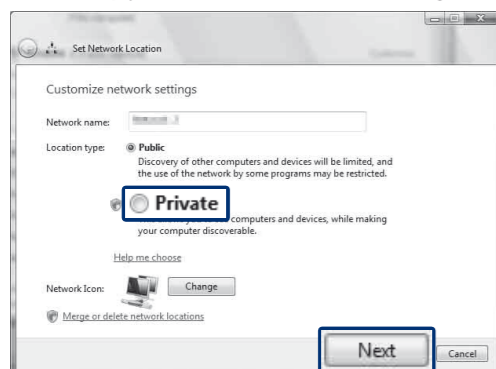 Set Network Location
Customize network settings
Network name:
Location type: Public
Discovery of other computers and devices will be limited, and
the use of the network by some programs may be restricted.
Private
computers and devices, while making
your computer discoverable.
Help me choose
Network Icon: Change
Merge or delete network locations
Next Cancel